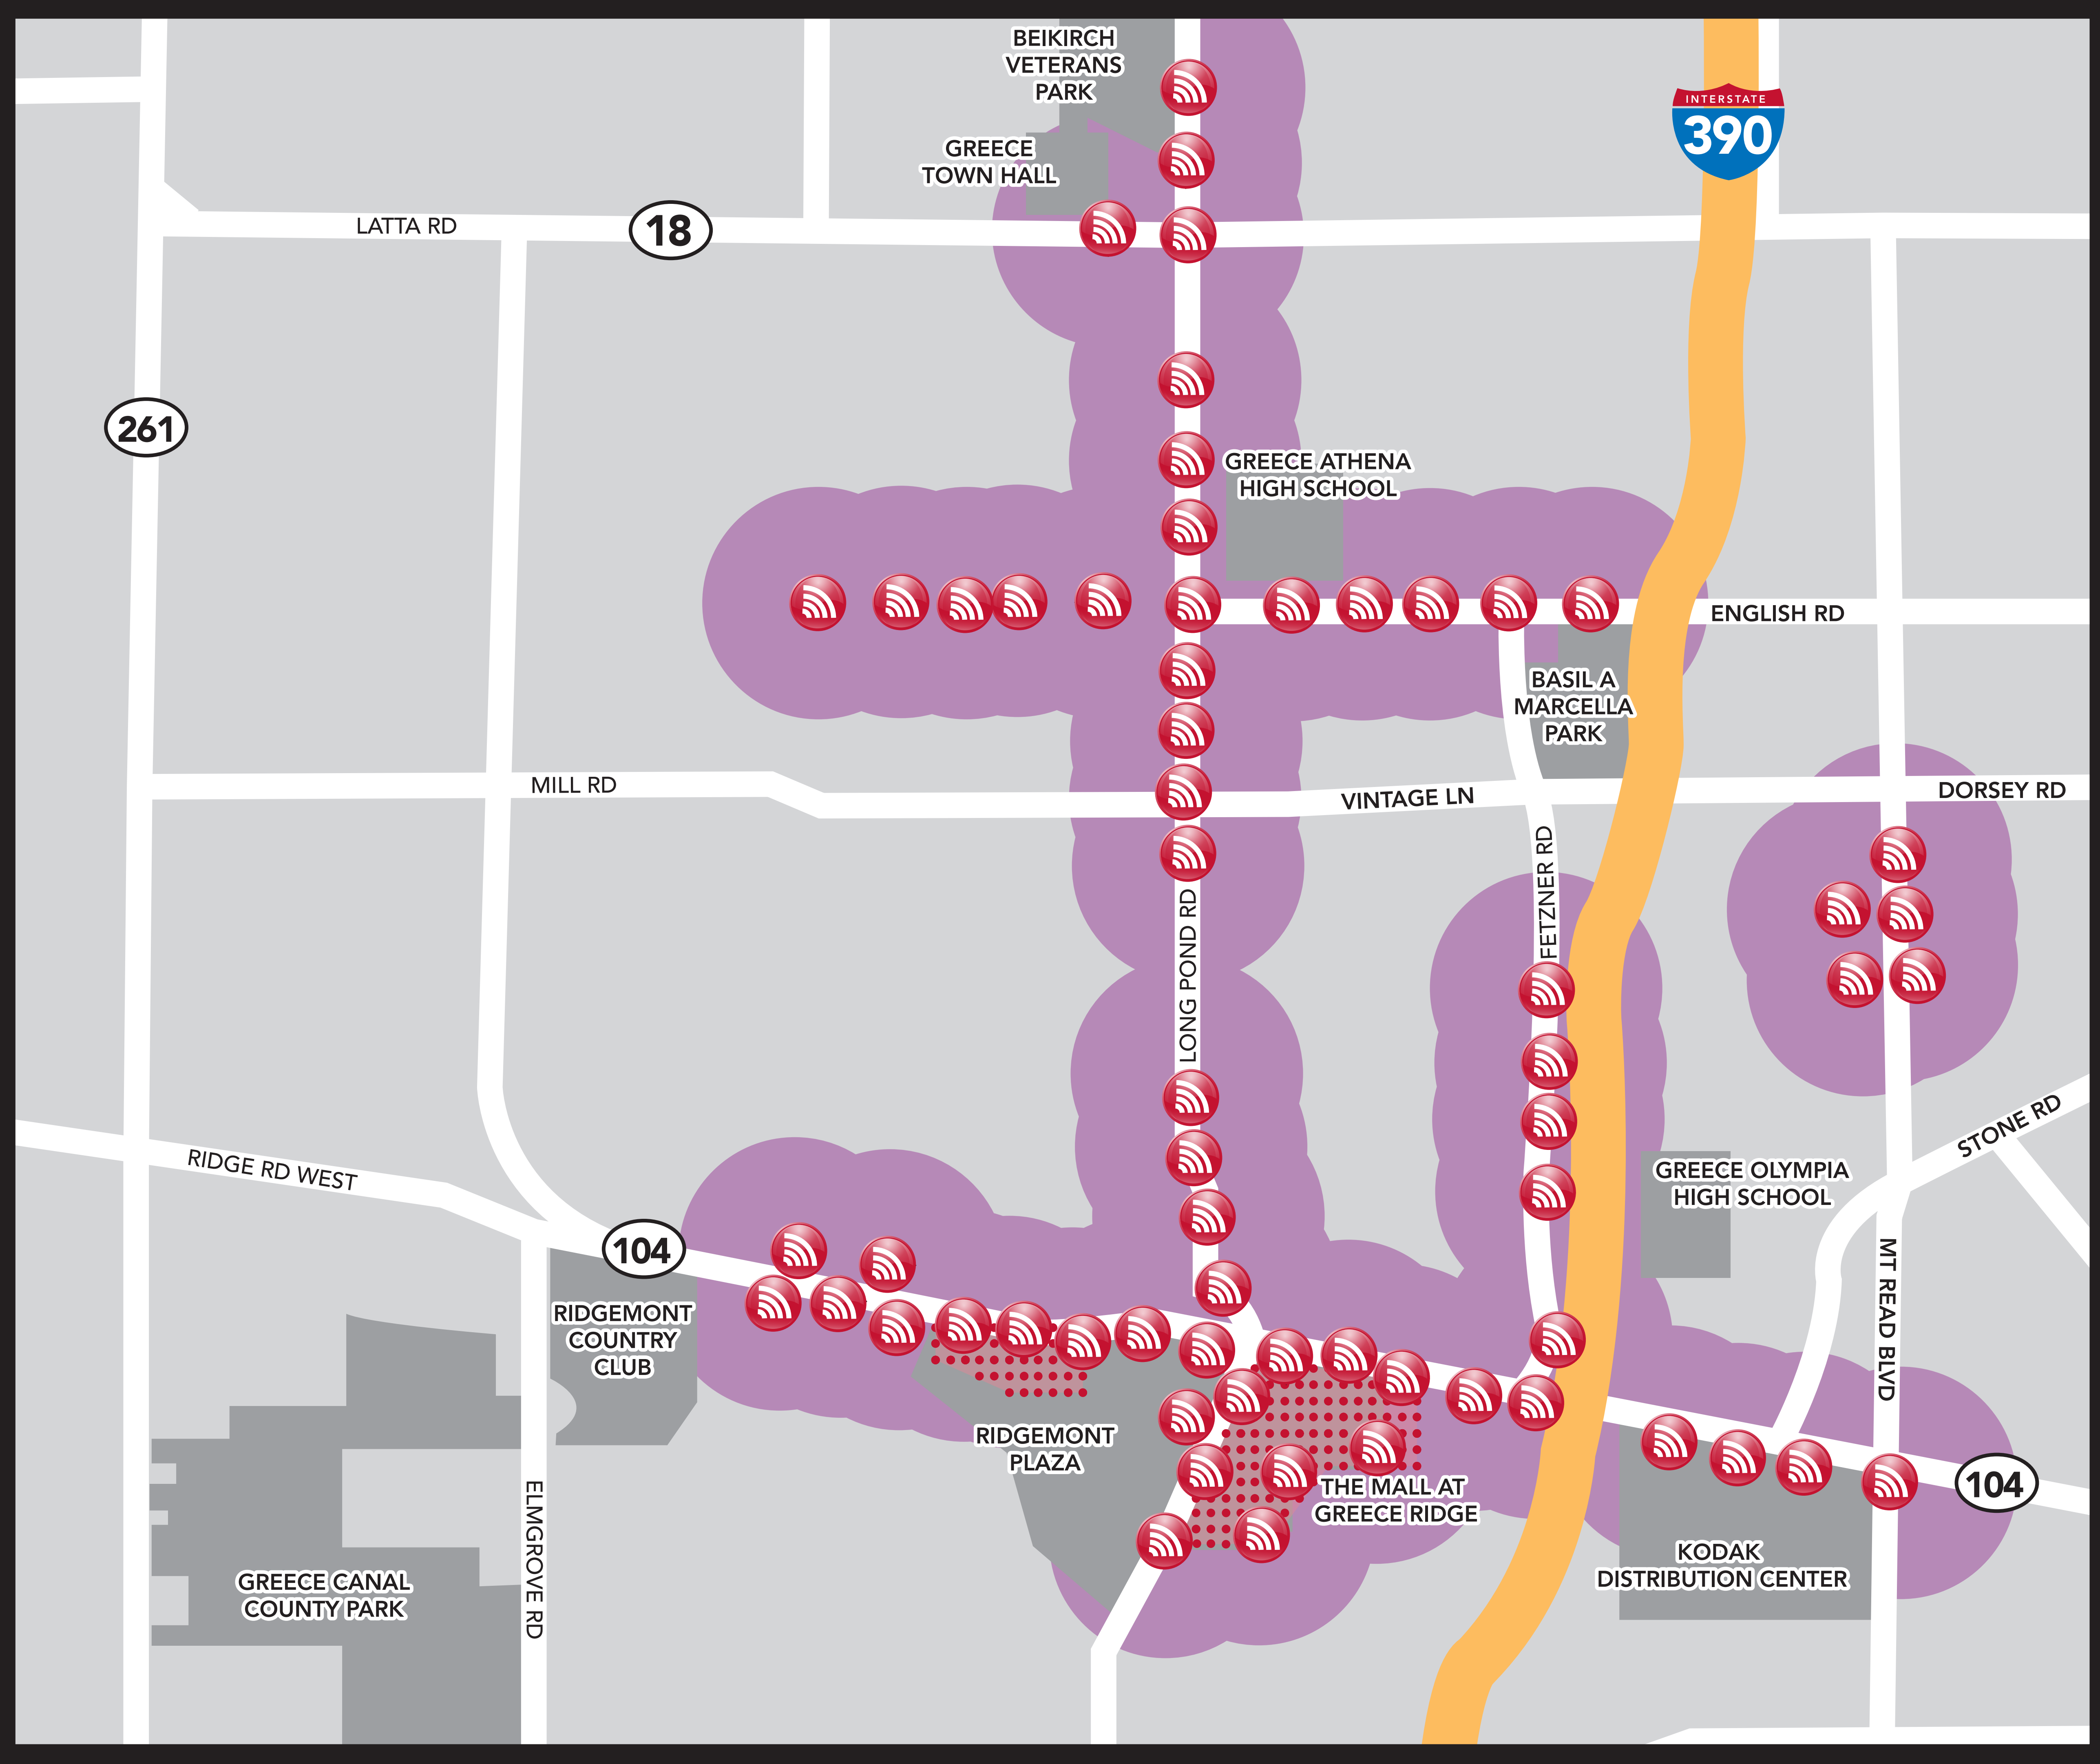 BEIKIRCH
VETERANS
PARK
INTERSTATE
390
GREECE
TOWN HALL
LATTA RD
18
261
GREECE ATHENA
HIGH SCHOOL
ENGLISH RD
BASIL A
MARCELLA
PARK
MILL RD
VINTAGE LN
DORSEY RD
FETZNER RD
LONG POND RD
STONE RD
RIDGE RD WEST
GREECE OLYMPIA
HIGH SCHOOL
104
MT READ BLVD
RIDGEMONT
COUNTRY
CLUB
RIDGEMONT
PLAZA
THE MALL AT
GREECE RIDGE
104
ELMGROVE RD
KODAK
DISTRIBUTION CENTER
GREECE CANAL
COUNTY PARK